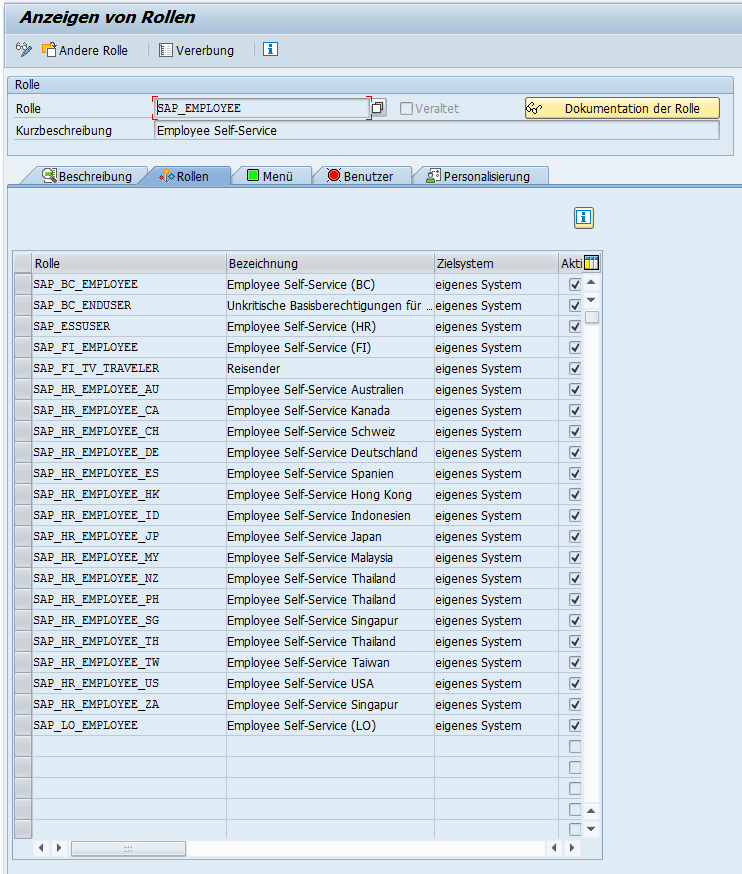 Anzeigen von Rollen
Andere Rolle Vererbung
Rolle
Rolle SAP_EMPLOYEE Veraltet Dokumentation der Rolle
Kurzbeschreibung Employee Self-Service
Beschreibung Rollen Menü Benutzer Personalisierung
Rolle Bezeichnung Zielsystem Akti
SAP_BC_EMPLOYEE Employee Self-Service (BC) eigenes System
SAP_BC_ENDUSER Unkritische Basisberechtigungen für ... eigenes System
SAP_ESSUSER Employee Self-Service (HR) eigenes System
SAP_FI_EMPLOYEE Employee Self-Service (FI) eigenes System
SAP_FI_TV_TRAVELER Reisender eigenes System
SAP_HR_EMPLOYEE_AU Employee Self-Service Australien eigenes System
SAP_HR_EMPLOYEE_CA Employee Self-Service Kanada eigenes System
SAP_HR_EMPLOYEE_CH Employee Self-Service Schweiz eigenes System
SAP_HR_EMPLOYEE_DE Employee Self-Service Deutschland eigenes System
SAP_HR_EMPLOYEE_ES Employee Self-Service Spanien eigenes System
SAP_HR_EMPLOYEE_HK Employee Self-Service Hong Kong eigenes System
SAP_HR_EMPLOYEE_ID Employee Self-Service Indonesien eigenes System
SAP_HR_EMPLOYEE_JP Employee Self-Service Japan eigenes System
SAP_HR_EMPLOYEE_MY Employee Self-Service Malaysia eigenes System
SAP_HR_EMPLOYEE_NZ Employee Self-Service Thailand eigenes System
SAP_HR_EMPLOYEE_PH Employee Self-Service Thailand eigenes System
SAP_HR_EMPLOYEE_SG Employee Self-Service Singapur eigenes System
SAP_HR_EMPLOYEE_TH Employee Self-Service Thailand eigenes System
SAP_HR_EMPLOYEE_TW Employee Self-Service Taiwan eigenes System
SAP_HR_EMPLOYEE_US Employee Self-Service USA eigenes System
SAP_HR_EMPLOYEE_ZA Employee Self-Service Singapur eigenes System
SAP_LO_EMPLOYEE Employee Self-Service (LO) eigenes System